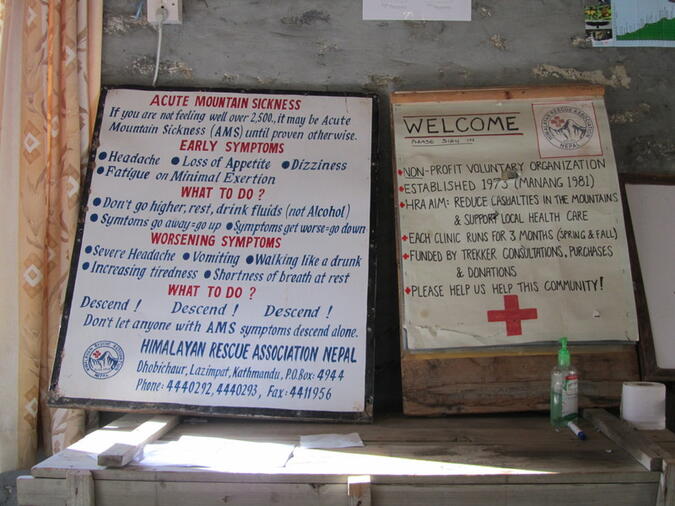 ACUTE MOUNTAIN SICKNESS
If you are not feeling well over 2,500., it may be Acute
Mountain Sickness (AMS) until proven otherwise.
EARLY SYMPTOMS
• Headache • Loss of Appetite • Dizziness
• Fatigue on Minimal Exertion
WHAT TO DO ?
• Don't go higher, rest, drink fluids (not Alcohol)
• Symtoms go away=go up • Symptoms get worse=go down
WORSENING SYMPTOMS
• Severe Headache • Vomiting • Walking like a drunk
• Increasing tiredness • Shortness of breath at rest
WHAT TO DO ?
Descend ! Descend ! Descend !
Don't let anyone with AMS symptoms descend alone.
HIMALAYAN RESCUE ASSOCIATION NEPAL
Dhobichaur, Lazimpat, Kathmandu, P.O.Box: 4944
Phone: 4440292, 4440293, Fax: 4411956
WELCOME
PLEASE SIGN IN
NEPAL
NON-PROFIT VOLUNTARY ORGANIZATION
ESTABLISHED 1973 (MANANG 1981)
HRA AIM: REDUCE CASUALTIES IN THE MOUNTAINS
& SUPPORT LOCAL HEALTH CARE
EACH CLINIC RUNS FOR 3 MONTHS (SPRING & FALL)
FUNDED BY TREKKER CONSULTATIONS, PURCHASES
& DONATIONS
PLEASE HELP US HELP THIS COMMUNITY!